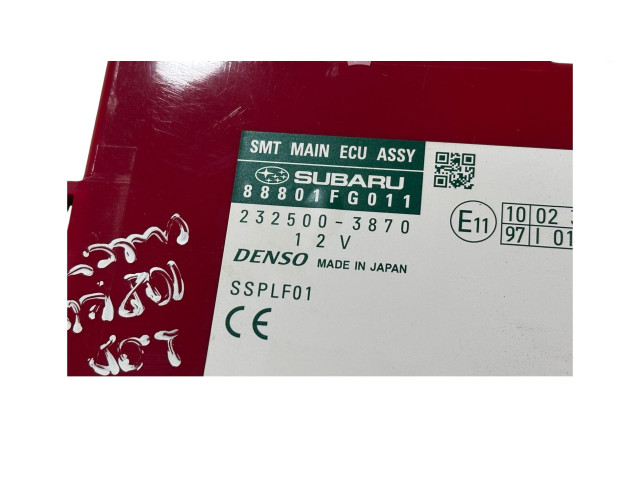 SMT MAIN ECU ASSY
SUBARU
88801FG011
232500-3870
12V
DENSO MADE IN JAPAN
SSPLF01
CE
E11
10 02
97 I 01